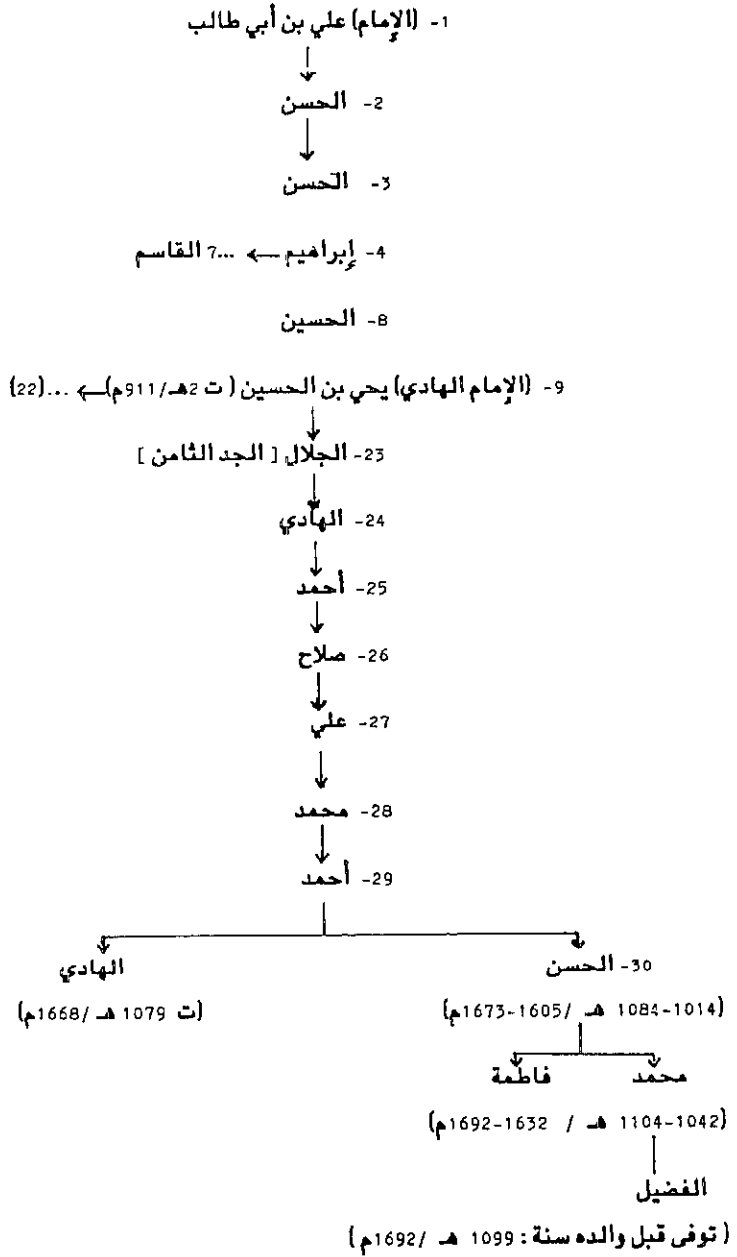 1- (الإمام) علي بن أبي طالب
2- الحسن
3- الحسن
4- إبراهيم ← ...7 القاسم
8- الحسين
9- (الإمام الهادي) يحي بن الحسين ( ت 2هـ/911م) ← ...(22)
23- الجلال [ الجد الثامن ]
24- الهادي
25- أحمد
26- صلاح
27- علي
28- محمد
29- أحمد
30- الحسن الهادي
(1014-1084 هـ /1605-1673م) (ت 1079 هـ /1668م)
محمد فاطمة
(1042-1104 هـ / 1632-1692م)
الفضيل
( توفى قبل والده سنة : 1099 هـ /1692م )